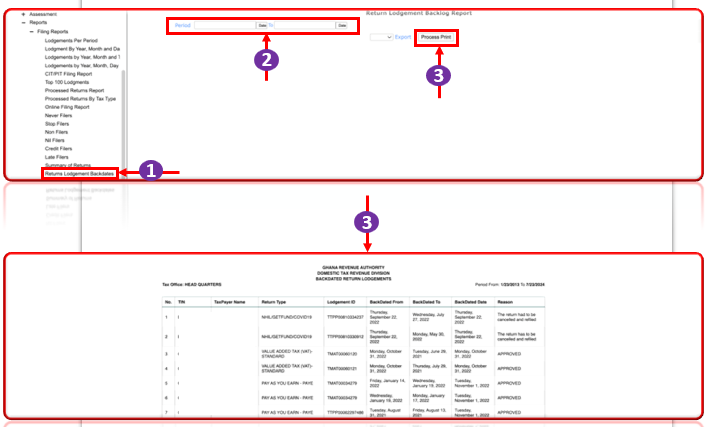 Assessment
Reports
Filing Reports
Lodgements Per Period
Lodgment By Year, Month and Da
Lodgements by Year, Month and T
Lodgements by Year, Month, Day
CIT/PIT Filing Report
Top 100 Lodgments
Processed Returns Report
Processed Returns By Tax Type
Online Filing Report
Never Filers
Stop Filers
Non Filers
Nil Filers
Credit Filers
Late Filers
Summary of Returns
Returns Lodgement Backdates
1
Period Date To Date
2
Return Lodgement Backlog Report
Export Process Print
3
3
GHANA REVENUE AUTHORITY
DOMESTIC TAX REVENUE DIVISION
BACKDATED RETURN LODGEMENTS
Tax Office: HEAD QUARTERS Period From: 1/23/2013 To 7/23/2024
No. TIN TaxPayer Name Return Type Lodgement ID BackDated From BackDated To BackDated Date Reason
1 NHIL/GETFUND/COVID19 TTFP00810334237 Thursday, September 22, 2022 Wednesday, July 27, 2022 Thursday, September 22, 2022 The return had to be cancelled and refiled
2 NHIL/GETFUND/COVID19 Thursday, September 22, 2022 Monday, May 30, 2022 Thursday, September 22, 2022 The return has to be cancelled and refiled
3 VALUE ADDED TAX (VAT)- STANDARD TMAT00080120 Monday, October 31, 2022 Tuesday, June 29, 2021 Monday, October 31, 2022 APPROVED
4 VALUE ADDED TAX (VAT)- STANDARD TMAT00080121 Monday, October 31, 2022 Thursday, July 29, 2021 Monday, October 31, 2022 APPROVED
5 PAY AS YOU EARN - PAYE TMAT00034279 Friday, January 14, 2022 Wednesday, January 19, 2022 Tuesday, November 1, 2022 APPROVED
6 PAY AS YOU EARN - PAYE TMAT00034279 Wednesday, January 19, 2022 Monday, January 17, 2022 Tuesday, November 1, 2022 APPROVED
7 PAY AS YOU EARN - PAYE Tuesday, August 31, 2021 Friday, August 13, 2021 Tuesday, November 1, 2022 APPROVED